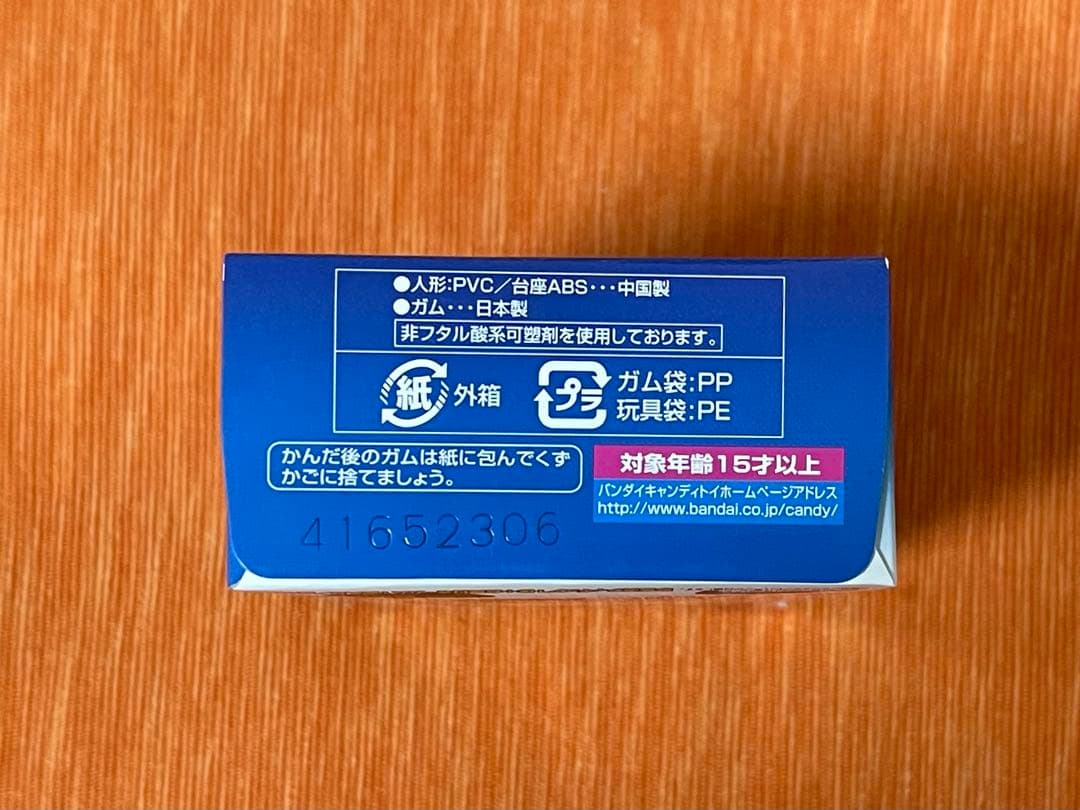 ●人形:PVC／台座ABS･･･中国製
●ガム･･･日本製
非フタル酸系可塑剤を使用しております。
紙 外箱
プラ ガム袋:PP
玩具袋:PE
かんだ後のガムは紙に包んでくず
かごに捨てましょう。
対象年齢15才以上
バンダイキャンディトイホームページアドレス
http://www.bandai.co.jp/candy/
41652306